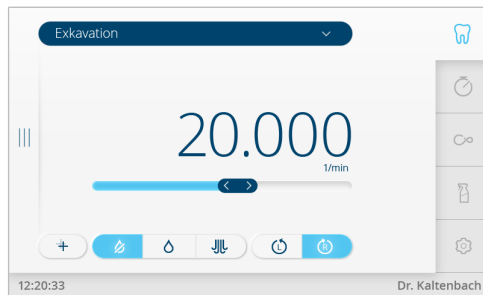 Exkavation
20.000
1/min
L
R
12:20:33
Dr. Kaltenbach